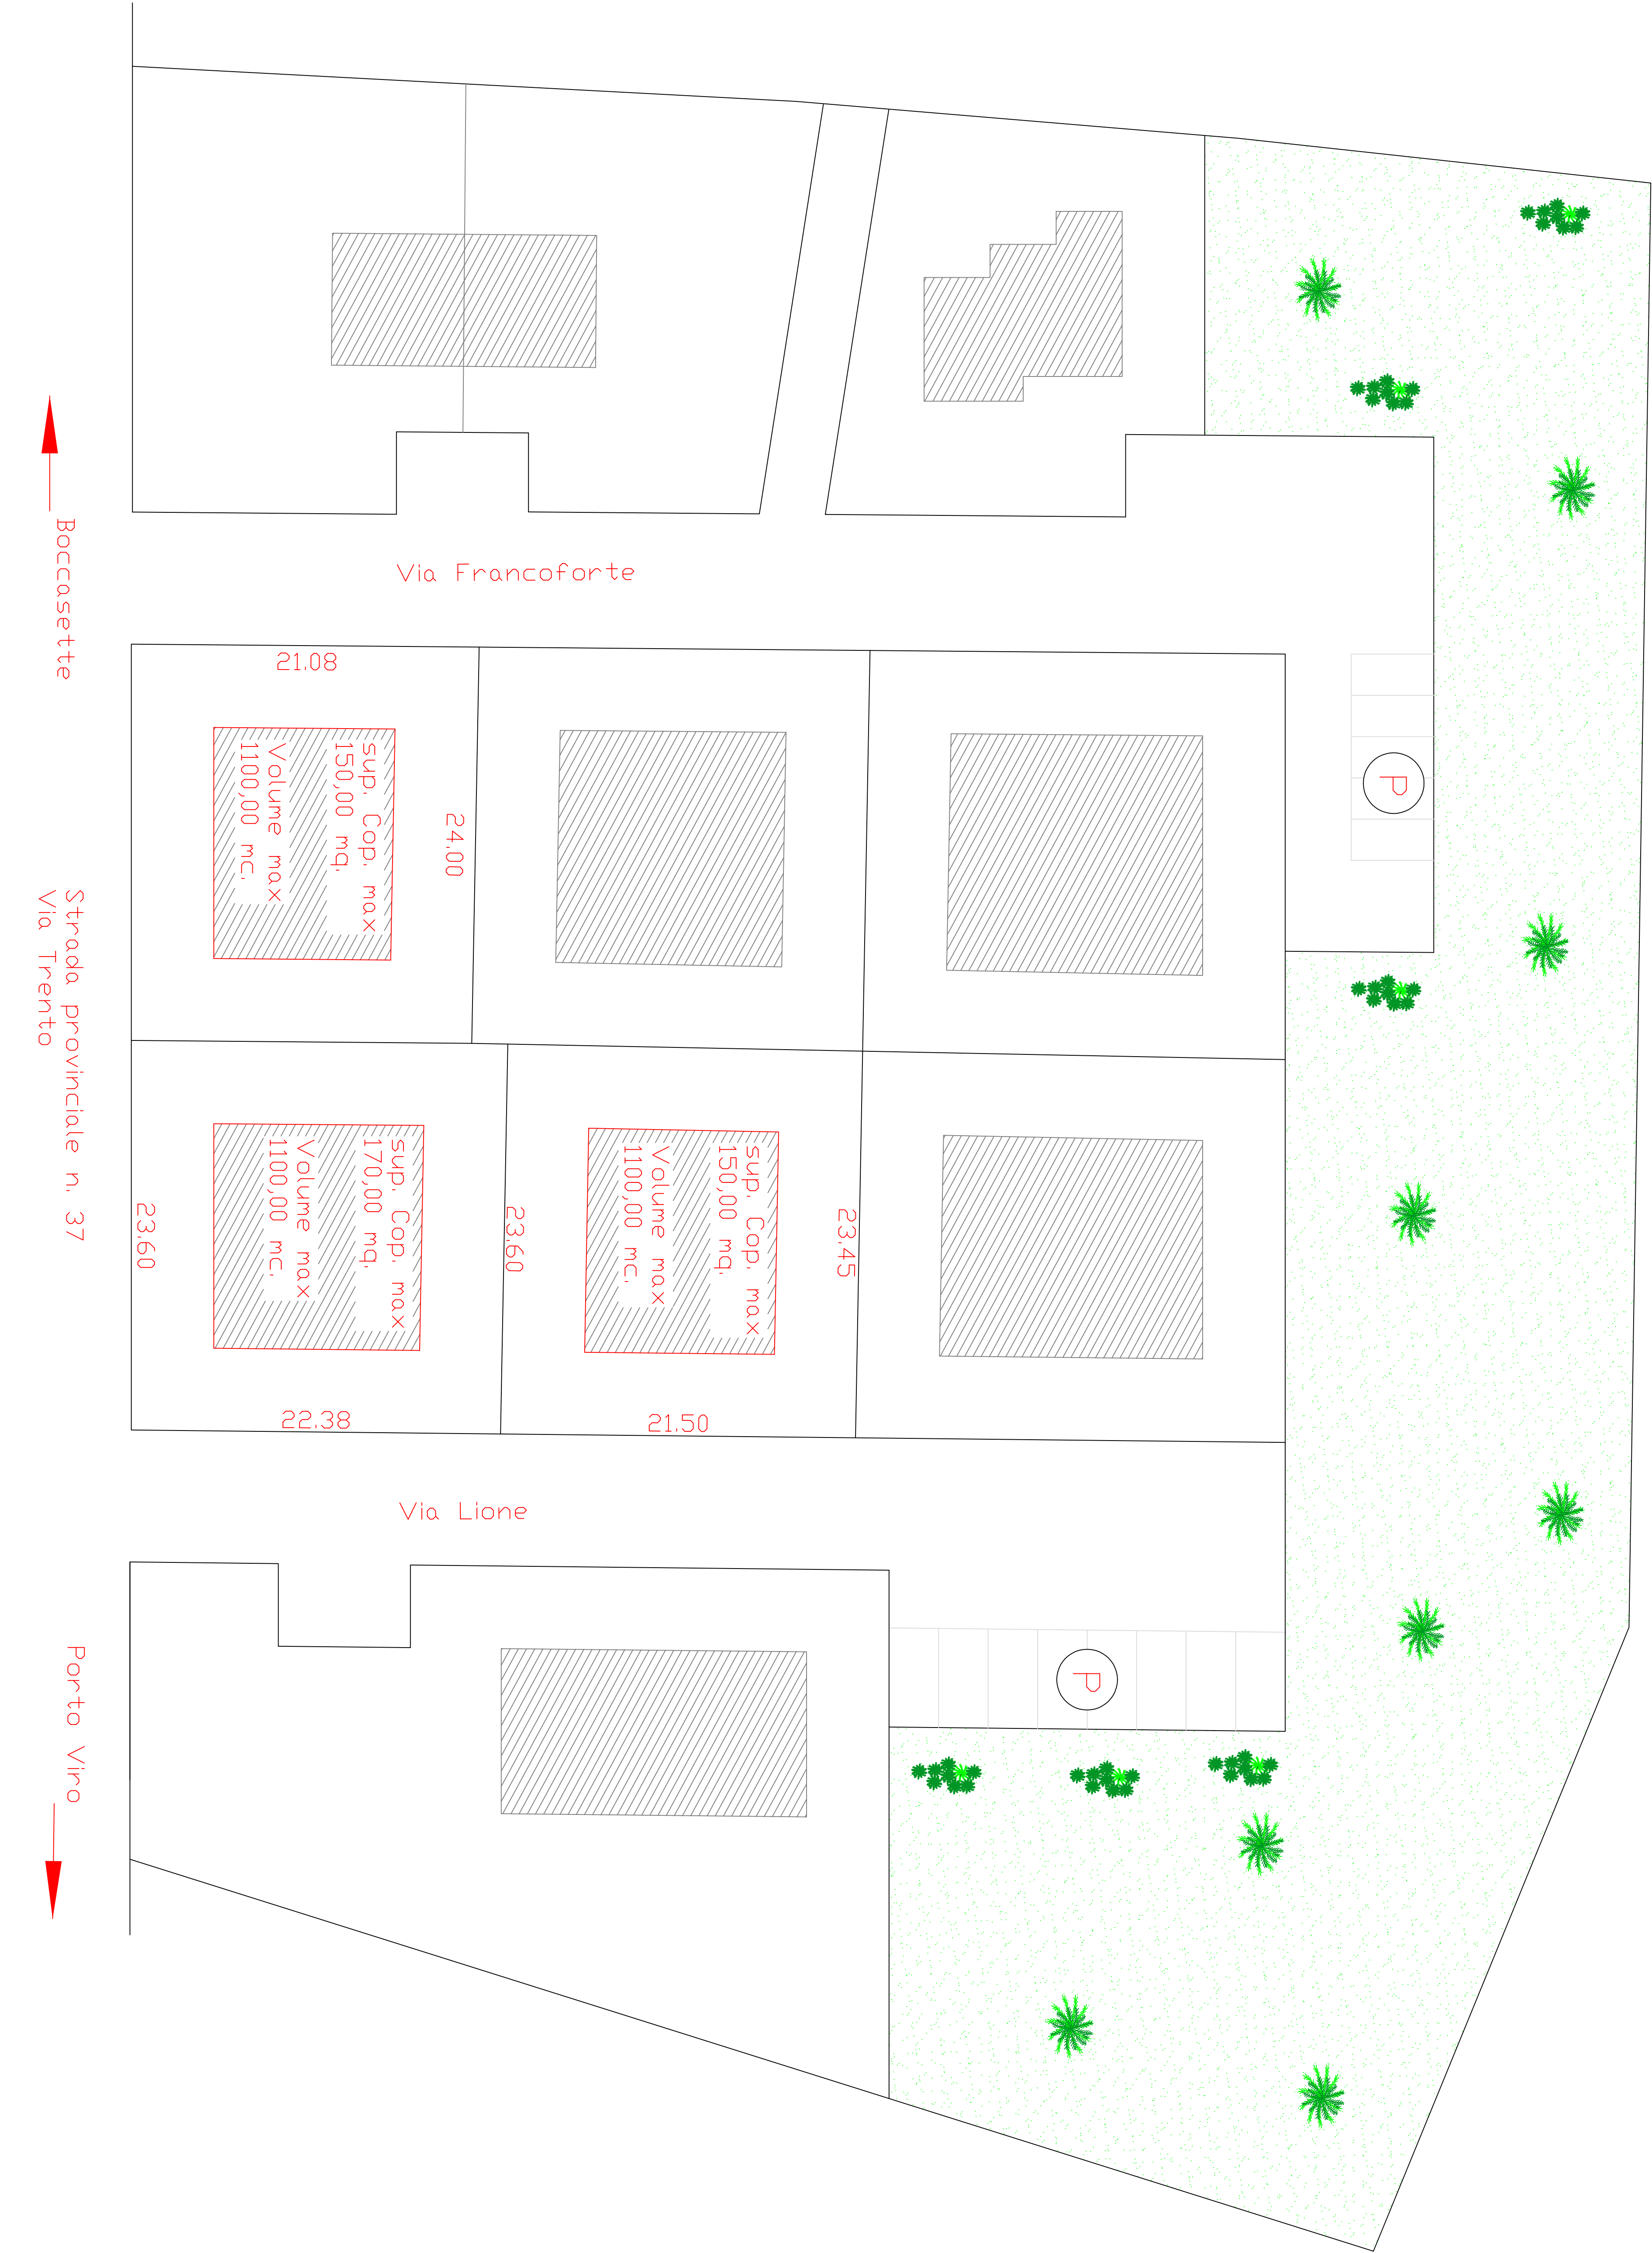 Boccasette
Strada provinciale n. 37
Via Trento
Porto Viro
Via Francoforte
21.08
24.00
sup. Cop. max
150,00 mq.
Volume max
1100,00 mc.
P
23.60
sup. Cop. max
170,00 mq.
Volume max
1100,00 mc.
22.38
23.60
sup. Cop. max
150,00 mq.
Volume max
1100,00 mc.
23.45
21.50
Via Lione
P